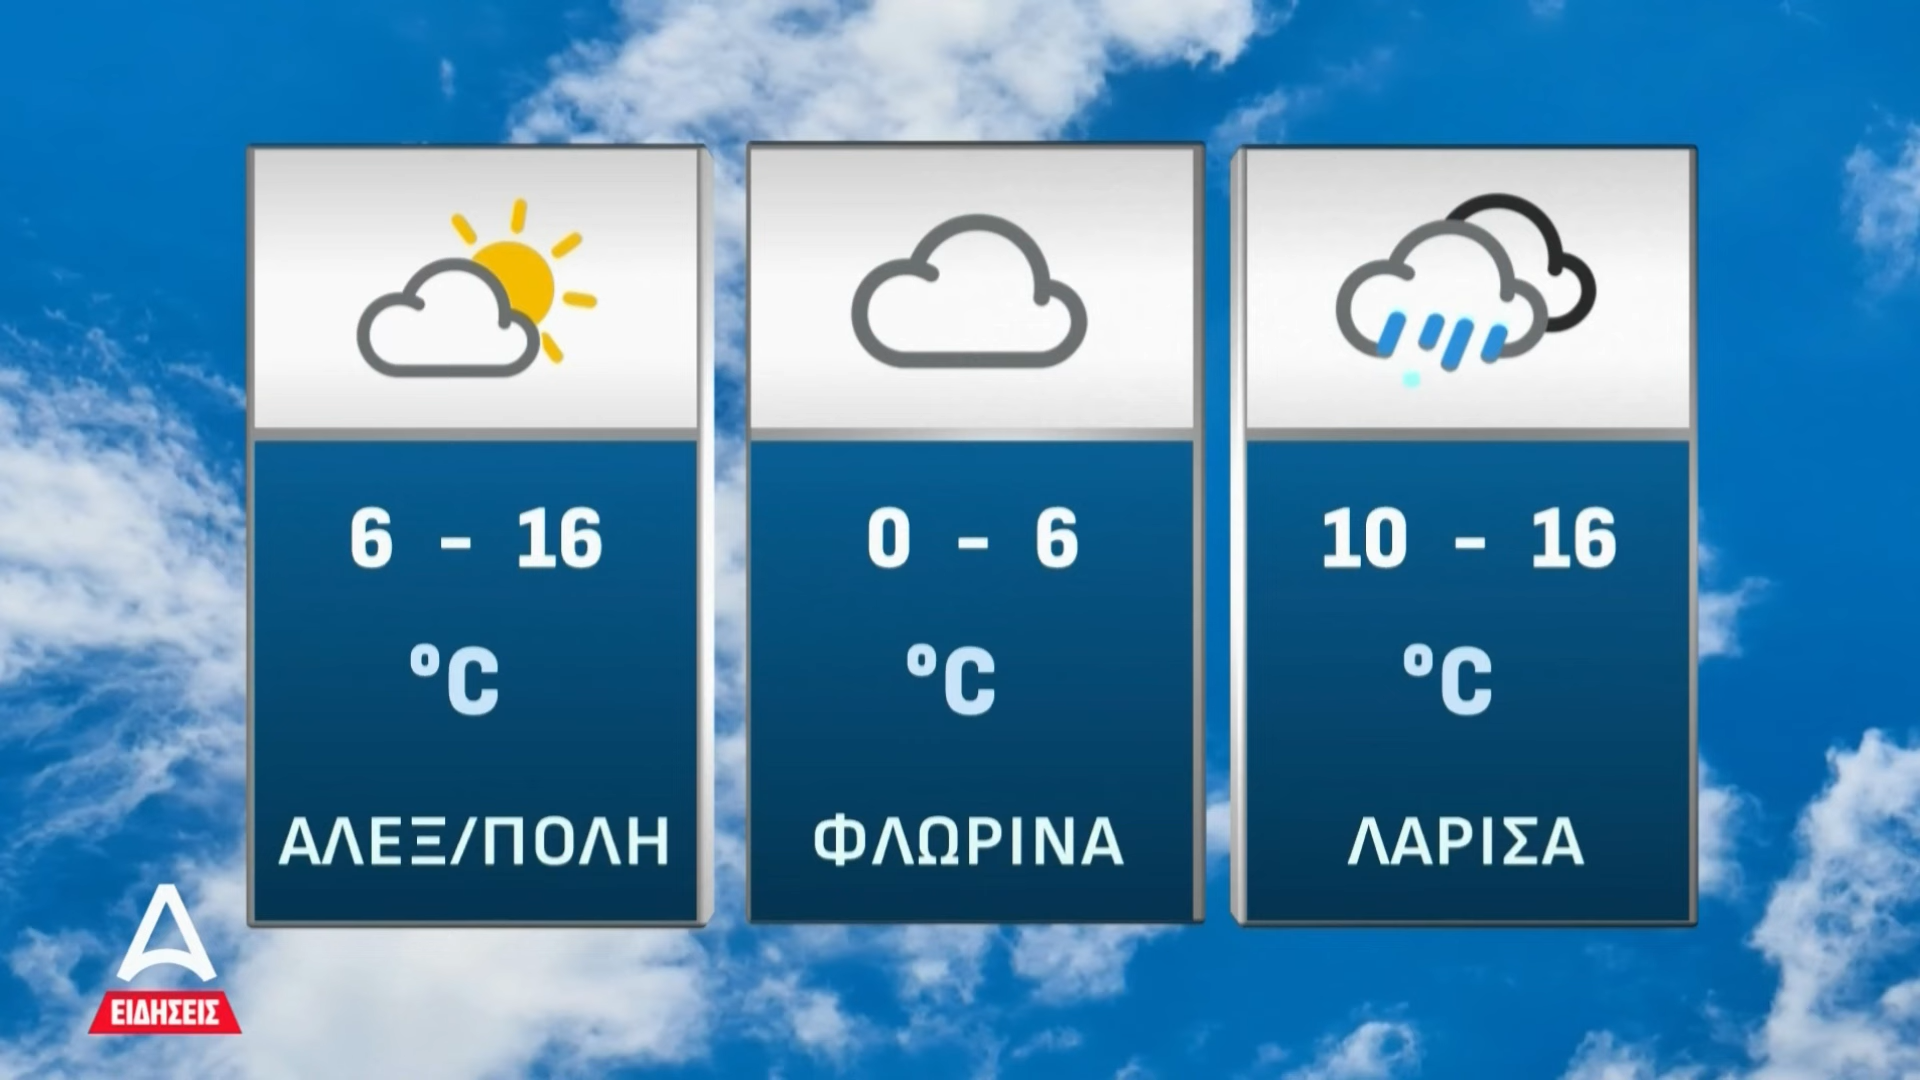 6 - 16
°C
ΑΛΕΞ/ΠΟΛΗ
0 - 6
°C
ΦΛΩΡΙΝΑ
10 - 16
°C
ΛΑΡΙΣΑ
ΕΙΔΗΣΕΙΣ